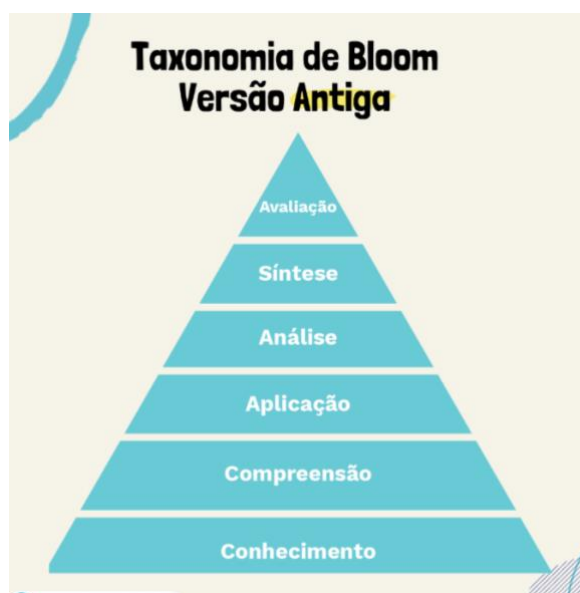 Taxonomia de Bloom
Versão Antiga
Avaliação
Síntese
Análise
Aplicação
Compreensão
Conhecimento